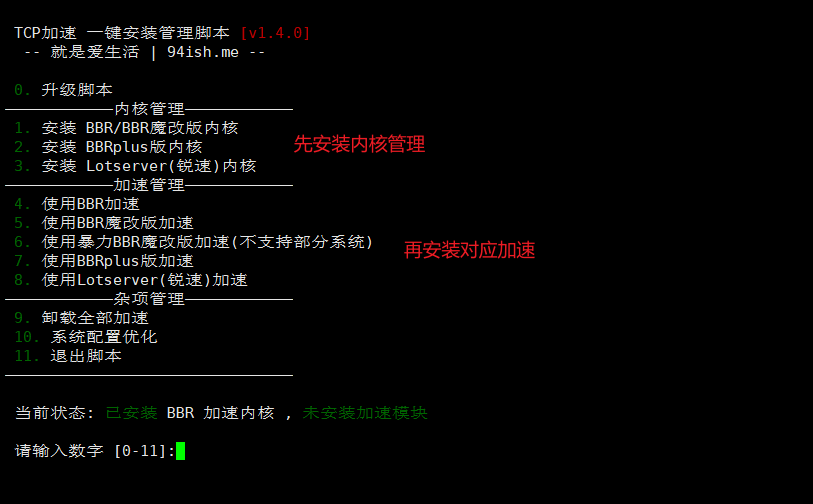 TCP加速 一键安装管理脚本 [v1.4.0]
-- 就是爱生活 | 94ish.me --
0. 升级脚本
内核管理
1. 安装 BBR/BBR魔改版内核
2. 安装 BBRplus版内核
先安装内核管理
3. 安装 Lotserver(锐速)内核
加速管理
4. 使用BBR加速
5. 使用BBR魔改版加速
6. 使用暴力BBR魔改版加速(不支持部分系统)
再安装对应加速
7. 使用BBRplus版加速
8. 使用Lotserver(锐速)加速
杂项管理
9. 卸载全部加速
10. 系统配置优化
11. 退出脚本
当前状态: 已安装 BBR 加速内核 , 未安装加速模块
请输入数字 [0-11]: